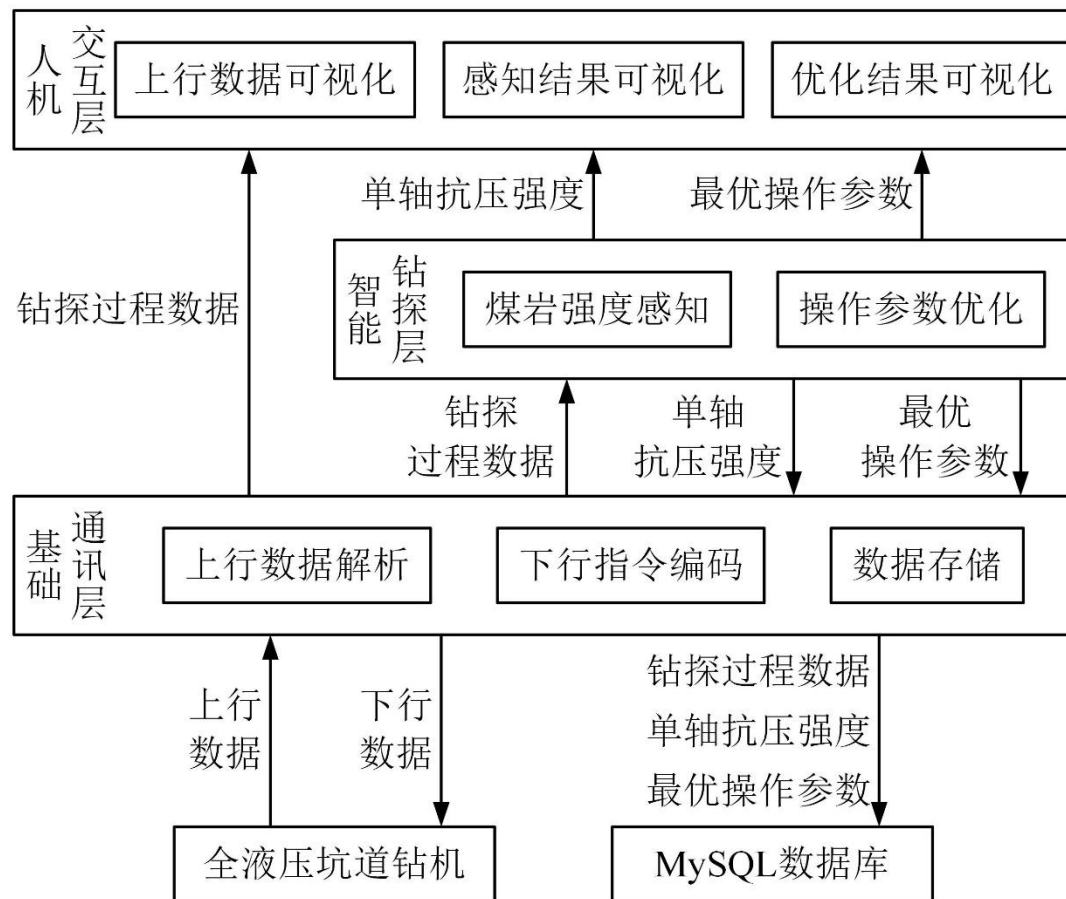 人机
交互层
上行数据可视化
感知结果可视化
优化结果可视化
单轴抗压强度
最优操作参数
钻探过程数据
智能
钻探层
煤岩强度感知
操作参数优化
钻探
过程数据
单轴
抗压强度
最优
操作参数
基础
通讯层
上行数据解析
下行指令编码
数据存储
上行
数据
下行
数据
钻探过程数据
单轴抗压强度
最优操作参数
全液压坑道钻机
MySQL数据库